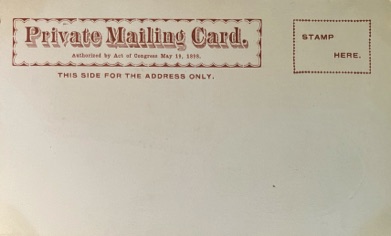 Private Mailing Card.
Authorized by Act of Congress May 19, 1898.
THIS SIDE FOR THE ADDRESS ONLY.
STAMP
HERE.